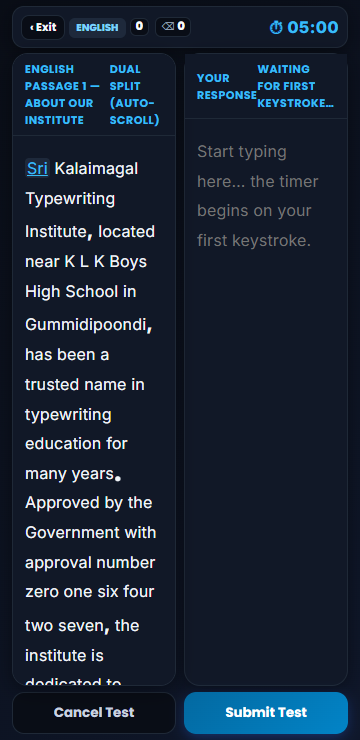 ‹ Exit ENGLISH 0 ⌫ 0 ⏱ 05:00
ENGLISH PASSAGE 1 — ABOUT OUR INSTITUTE
DUAL SPLIT (AUTO-SCROLL)
Sri Kalaimagal
Typewriting
Institute, located
near K L K Boys
High School in
Gummidipoondi,
has been a
trusted name in
typewriting
education for
many years.
Approved by the
Government with
approval number
zero one six four
two seven, the
institute is
dedicated to
YOUR RESPONSE
WAITING FOR FIRST KEYSTROKE…
Start typing
here... the timer
begins on your
first keystroke.
Cancel Test
Submit Test